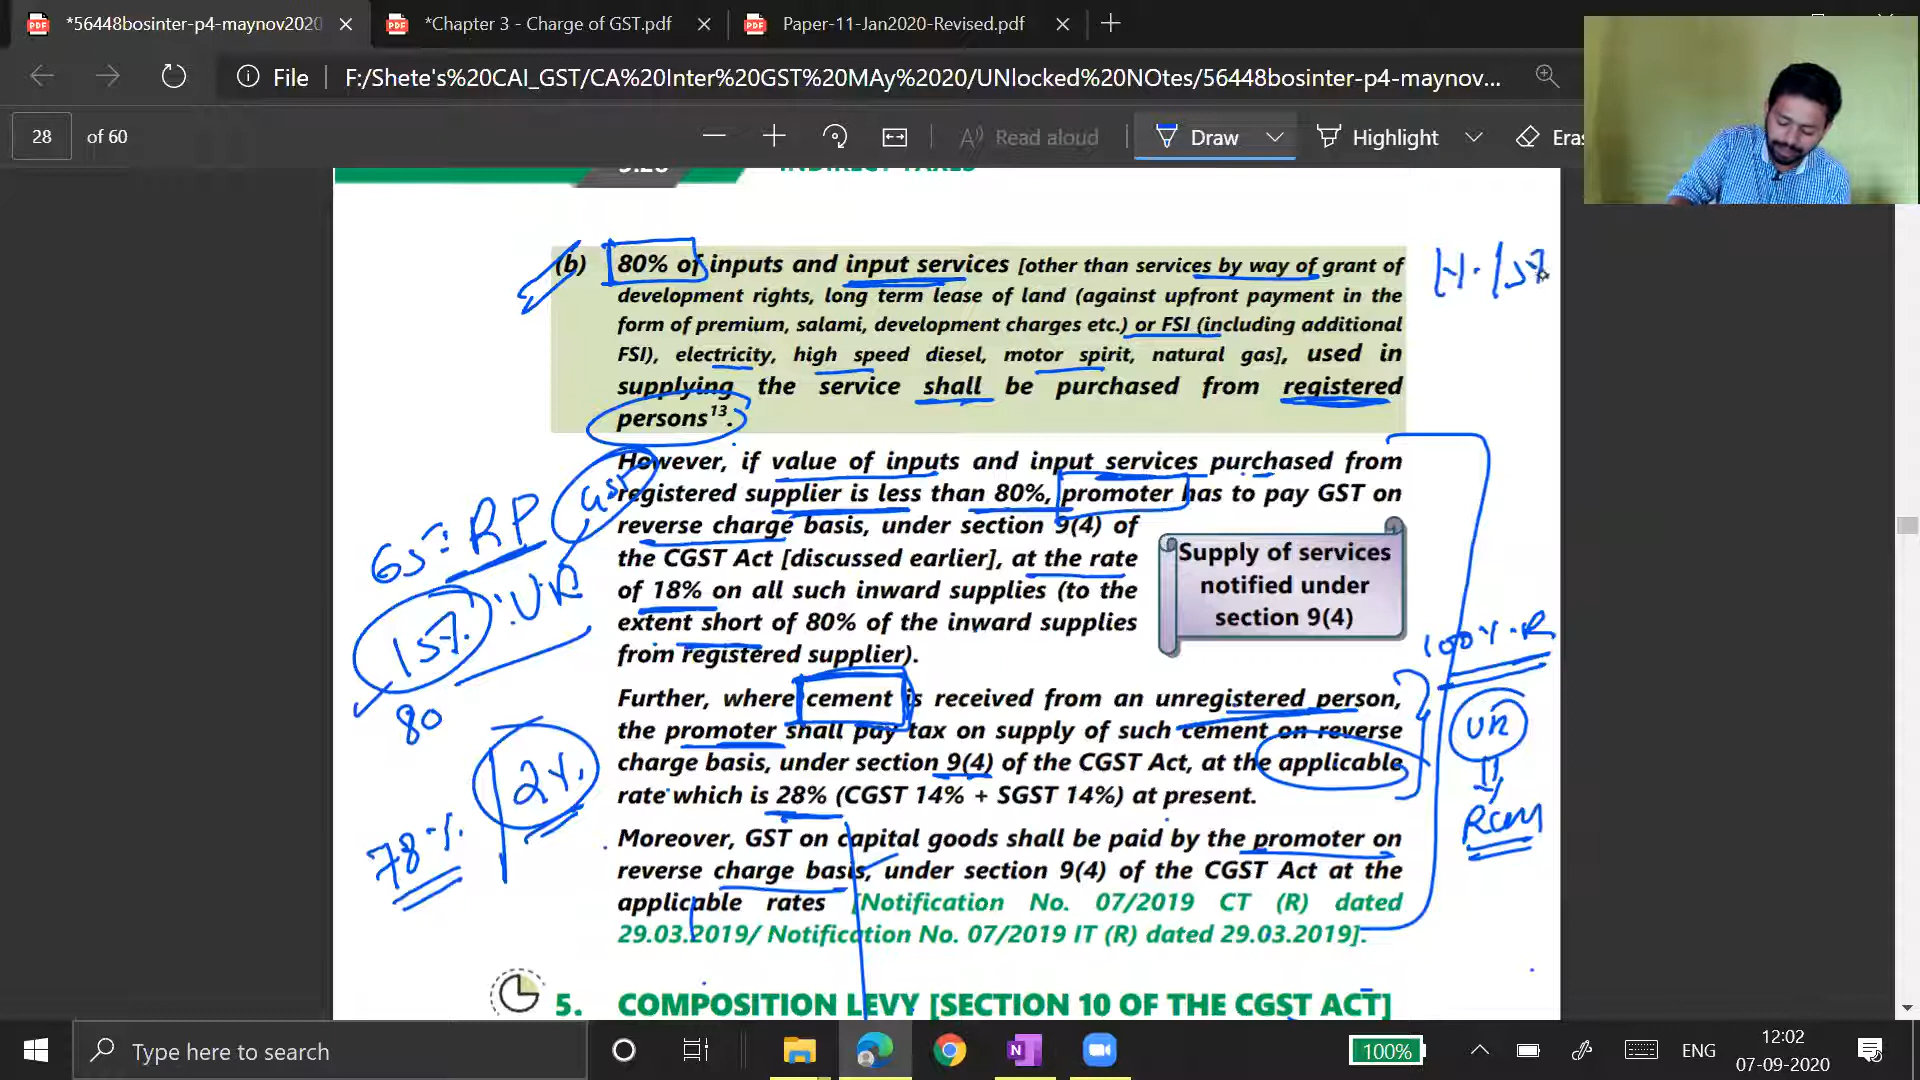 *56448bosinter-p4-maynov2020
*Chapter 3 - Charge of GST.pdf
Paper-11-Jan2020-Revised.pdf
File
F:/Shete's%20CAI_GST/CA%20Inter%20GST%20MAy%2020/UNlocked%20NOtes/56448bosinter-p4-maynov...
28 of 60
Read aloud
Draw
Highlight
Eras
INDIRECT TAXES
(b) 80% of inputs and input services [other than services by way of grant of
development rights, long term lease of land (against upfront payment in the
form of premium, salami, development charges etc.) or FSI (including additional
FSI), electricity, high speed diesel, motor spirit, natural gas], used in
supplying the service shall be purchased from registered
persons13.
However, if value of inputs and input services purchased from
registered supplier is less than 80%, promoter has to pay GST on
reverse charge basis, under section 9(4) of
the CGST Act [discussed earlier], at the rate
of 18% on all such inward supplies (to the
extent short of 80% of the inward supplies
from registered supplier).
Supply of services
notified under
section 9(4)
Further, where cement is received from an unregistered person,
the promoter shall pay tax on supply of such cement on reverse
charge basis, under section 9(4) of the CGST Act, at the applicable
rate which is 28% (CGST 14% + SGST 14%) at present.
Moreover, GST on capital goods shall be paid by the promoter on
reverse charge basis, under section 9(4) of the CGST Act at the
applicable rates [Notification No. 07/2019 CT (R) dated
29.03.2019/ Notification No. 07/2019 IT (R) dated 29.03.2019].
5. COMPOSITION LEVY [SECTION 10 OF THE CGST ACT]
GST
RP
15%. UR
80
2%.
78%.
100%. R
UR
RCM
Type here to search
100%
ENG
12:02
07-09-2020